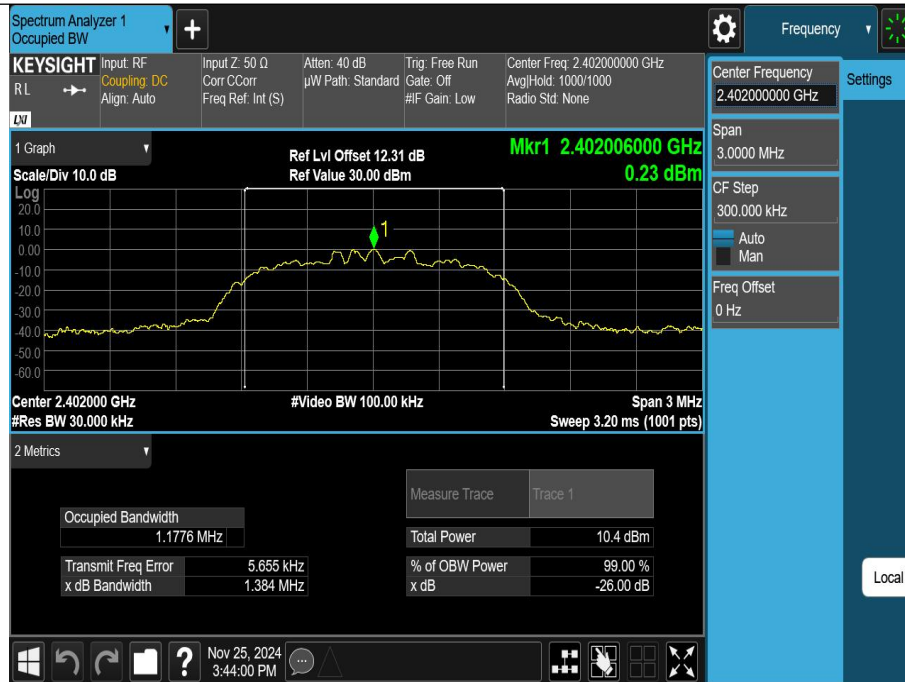 Spectrum Analyzer 1
Occupied BW
+
Frequency
KEYSIGHT
RL
LXI
Input: RF
Coupling: DC
Align: Auto
Input Z: 50 Ω
Corr CCorr
Freq Ref: Int (S)
Atten: 40 dB
µW Path: Standard
Trig: Free Run
Gate: Off
#IF Gain: Low
Center Freq: 2.402000000 GHz
Avg|Hold: 1000/1000
Radio Std: None
1 Graph
Scale/Div 10.0 dB
Ref Lvl Offset 12.31 dB
Ref Value 30.00 dBm
Mkr1 2.402006000 GHz
0.23 dBm
Log
20.0
10.0
0.00
-10.0
-20.0
-30.0
-40.0
-50.0
-60.0
1
Center 2.402000 GHz
#Res BW 30.000 kHz
#Video BW 100.00 kHz
Span 3 MHz
Sweep 3.20 ms (1001 pts)
2 Metrics
Measure Trace Trace 1
Occupied Bandwidth
1.1776 MHz
Total Power 10.4 dBm
Transmit Freq Error 5.655 kHz
% of OBW Power 99.00 %
x dB Bandwidth 1.384 MHz
x dB -26.00 dB
Center Frequency
2.402000000 GHz
Settings
Span
3.0000 MHz
CF Step
300.000 kHz
Auto
Man
Freq Offset
0 Hz
Local
?
Nov 25, 2024
3:44:00 PM